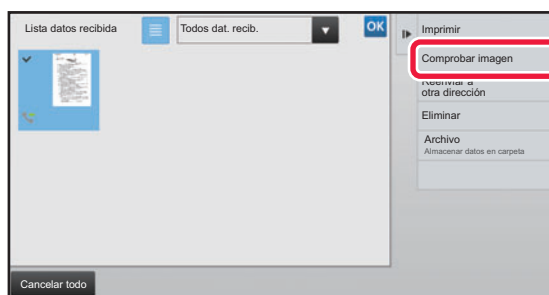 Lista datos recibida
Todos dat. recib.
OK
Imprimir
Comprobar imagen
Reenviar a
otra dirección
Eliminar
Archivo
Almacenar datos en carpeta
Cancelar todo